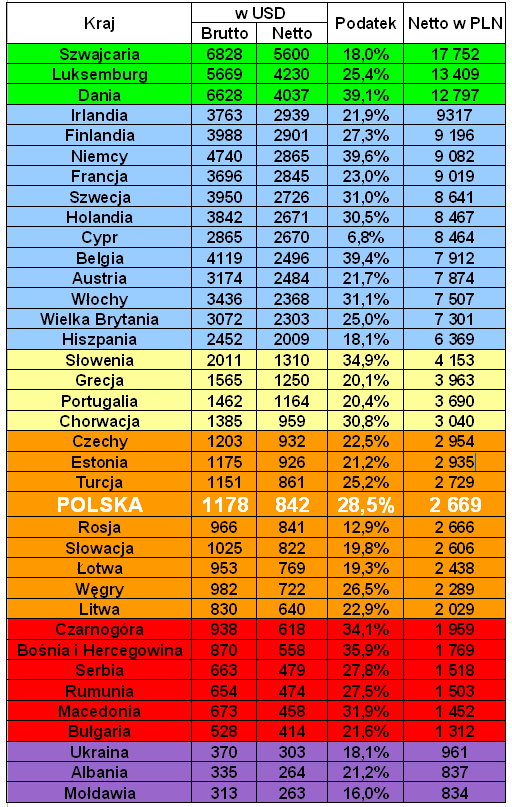 Kraj w USD Podatek Netto w PLN
Brutto Netto
Szwajcaria 6828 5600 18,0% 17 752
Luksemburg 5669 4230 25,4% 13 409
Dania 6628 4037 39,1% 12 797
Irlandia 3763 2939 21,9% 9317
Finlandia 3988 2901 27,3% 9 196
Niemcy 4740 2865 39,6% 9 082
Francja 3696 2845 23,0% 9 019
Szwecja 3950 2726 31,0% 8 641
Holandia 3842 2671 30,5% 8 467
Cypr 2865 2670 6,8% 8 464
Belgia 4119 2496 39,4% 7 912
Austria 3174 2484 21,7% 7 874
Włochy 3436 2368 31,1% 7 507
Wielka Brytania 3072 2303 25,0% 7 301
Hiszpania 2452 2009 18,1% 6 369
Słowenia 2011 1310 34,9% 4 153
Grecja 1565 1250 20,1% 3 963
Portugalia 1462 1164 20,4% 3 690
Chorwacja 1385 959 30,8% 3 040
Czechy 1203 932 22,5% 2 954
Estonia 1175 926 21,2% 2 935
Turcja 1151 861 25,2% 2 729
POLSKA 1178 842 28,5% 2 669
Rosja 966 841 12,9% 2 666
Słowacja 1025 822 19,8% 2 606
Łotwa 953 769 19,3% 2 438
Węgry 982 722 26,5% 2 289
Litwa 830 640 22,9% 2 029
Czarnogóra 938 618 34,1% 1 959
Bośnia i Hercegowina 870 558 35,9% 1 769
Serbia 663 479 27,8% 1 518
Rumunia 654 474 27,5% 1 503
Macedonia 673 458 31,9% 1 452
Bulgaria 528 414 21,6% 1 312
Ukraina 370 303 18,1% 961
Albania 335 264 21,2% 837
Mołdawia 313 263 16,0% 834